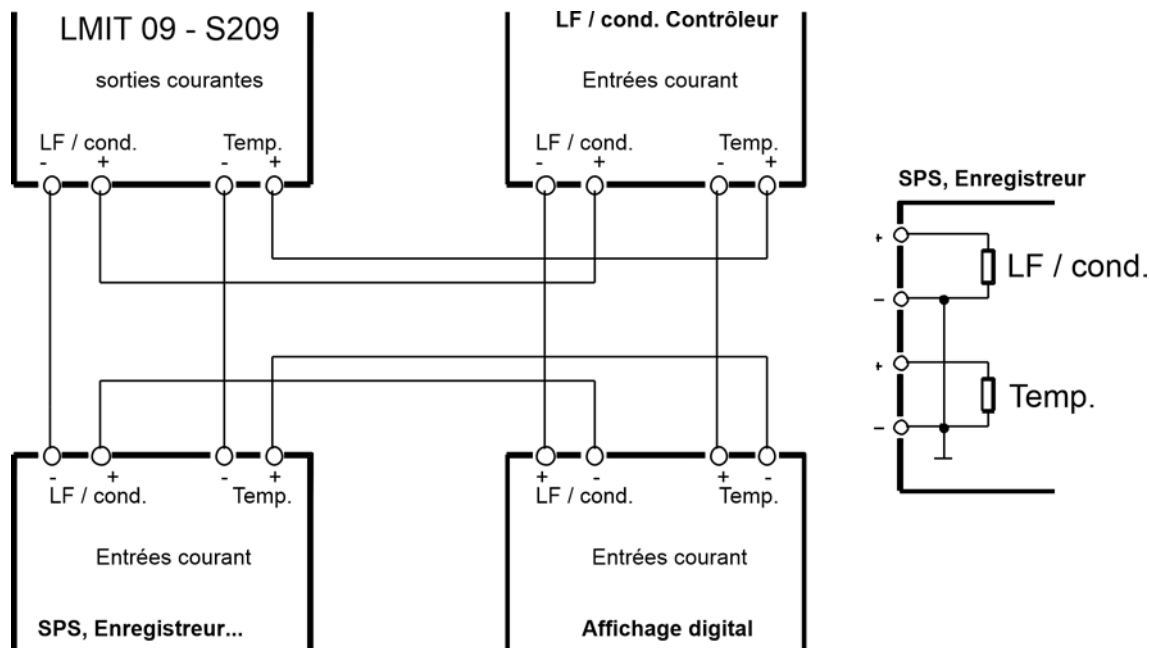 LMIT 09 - S209
sorties courantes
LF / cond.
Temp.
- + - +
LF / cond. Contrôleur
Entrées courant
LF / cond.
Temp.
- + - +
SPS, Enregistreur
+
LF / cond.
-
+
Temp.
-
- + - +
LF / cond.
Temp.
Entrées courant
SPS, Enregistreur...
+ - + -
LF / cond.
Temp.
Entrées courant
Affichage digital